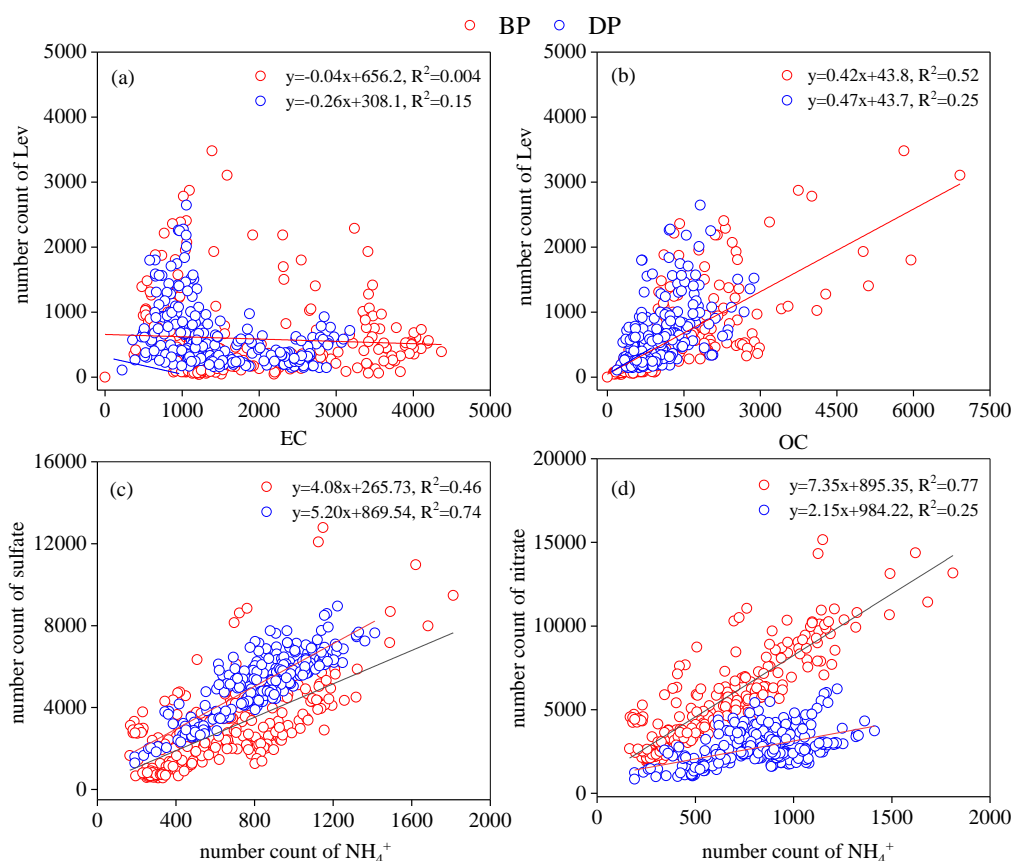 BP DP
(a)
y=-0.04x+656.2, R²=0.004
y=-0.26x+308.1, R²=0.15
number count of Lev
5000
4000
3000
2000
1000
0
0 1000 2000 3000 4000 5000
EC
(b)
y=0.42x+43.8, R²=0.52
y=0.47x+43.7, R²=0.25
number count of Lev
5000
4000
3000
2000
1000
0
0 1500 3000 4500 6000 7500
OC
(c)
y=4.08x+265.73, R²=0.46
y=5.20x+869.54, R²=0.74
number count of sulfate
16000
12000
8000
4000
0
0 400 800 1200 1600 2000
number count of NH₄⁺
(d)
y=7.35x+895.35, R²=0.77
y=2.15x+984.22, R²=0.25
number count of nitrate
20000
15000
10000
5000
0
0 500 1000 1500 2000
number count of NH₄⁺